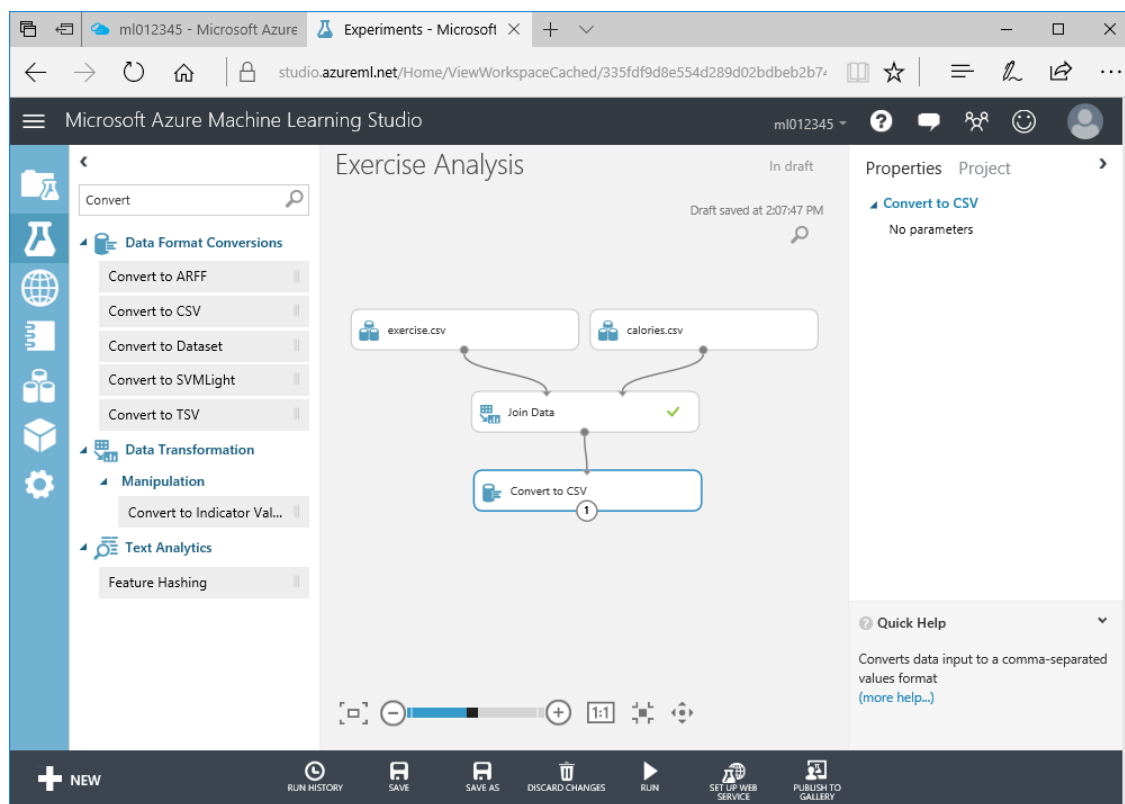 ml012345 - Microsoft Azure
Experiments - Microsoft
studio.azureml.net/Home/ViewWorkspaceCached/335fdf9d8e554d289d02bdbeb2b74
Microsoft Azure Machine Learning Studio
ml012345
Convert
Data Format Conversions
Convert to ARFF
Convert to CSV
Convert to Dataset
Convert to SVMLight
Convert to TSV
Data Transformation
Manipulation
Convert to Indicator Val...
Text Analytics
Feature Hashing
Exercise Analysis
In draft
Draft saved at 2:07:47 PM
exercise.csv
calories.csv
Join Data
Convert to CSV
1
1:1
Properties Project
Convert to CSV
No parameters
Quick Help
Converts data input to a comma-separated
values format
(more help...)
NEW
RUN HISTORY
SAVE
SAVE AS
DISCARD CHANGES
RUN
SET UP WEB
SERVICE
PUBLISH TO
GALLERY